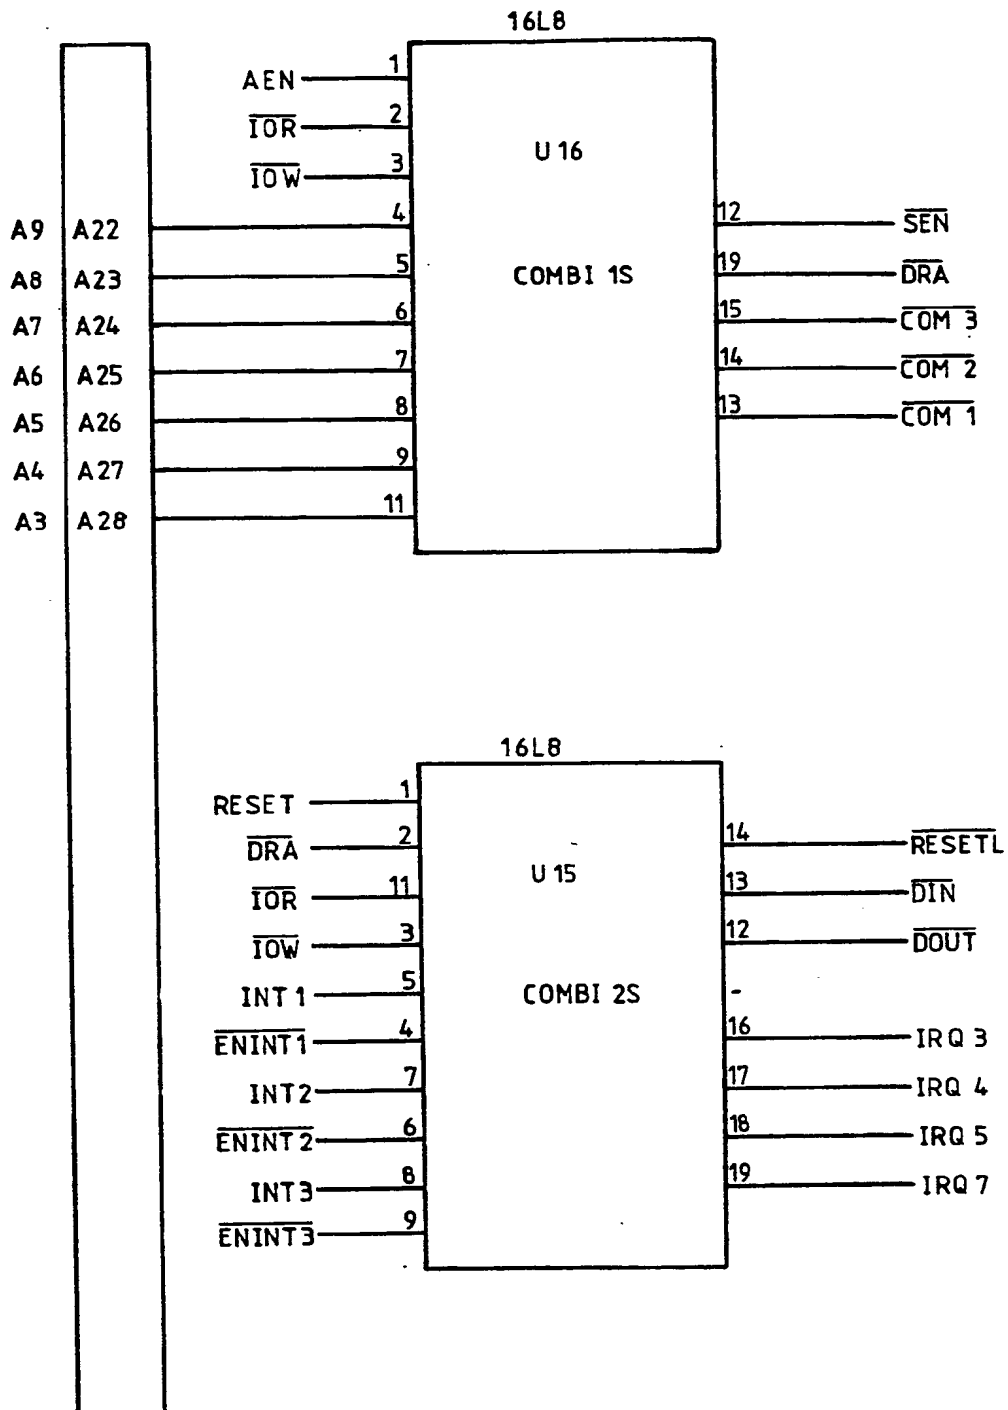 16L8
AEN 1
IOR 2
IOW 3
U 16
A9 A22 4
12 SEN
A8 A23 5
COMBI 1S
19 DRA
A7 A24 6
15 COM 3
A6 A25 7
14 COM 2
A5 A26 8
13 COM 1
A4 A27 9
A3 A28 11
16L8
RESET 1
DRA 2
14 RESETL
U 15
IOR 11
13 DIN
IOW 3
12 DOUT
INT 1 5
COMBI 2S
-
ENINT1 4
16 IRQ 3
INT2 7
17 IRQ 4
ENINT2 6
18 IRQ 5
INT3 8
19 IRQ 7
ENINT3 9